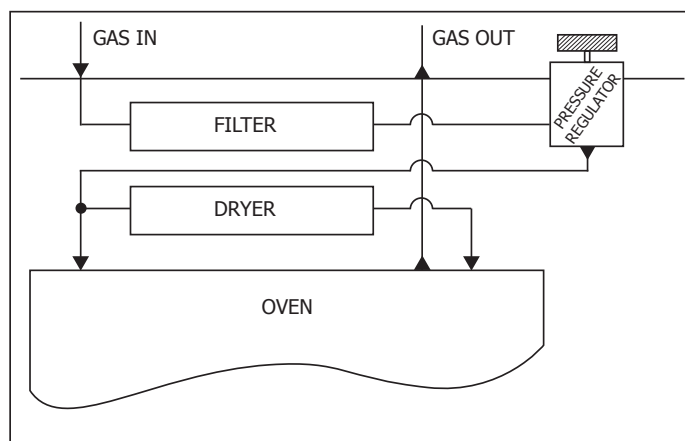 GAS IN
GAS OUT
PRESSURE
REGULATOR
FILTER
DRYER
OVEN